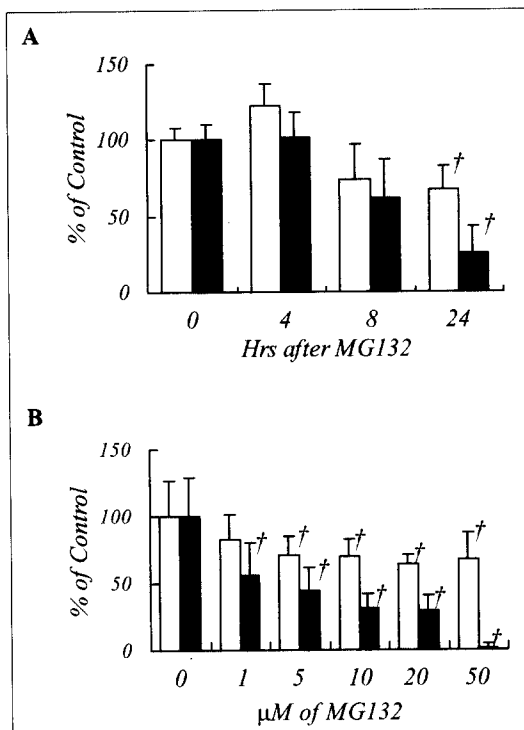 A
150
100
50
0
% of Control
† †
0 4 8 24
Hrs after MG132
B
150
100
50
0
% of Control
† † † † † † † † †
0 1 5 10 20 50
µM of MG132